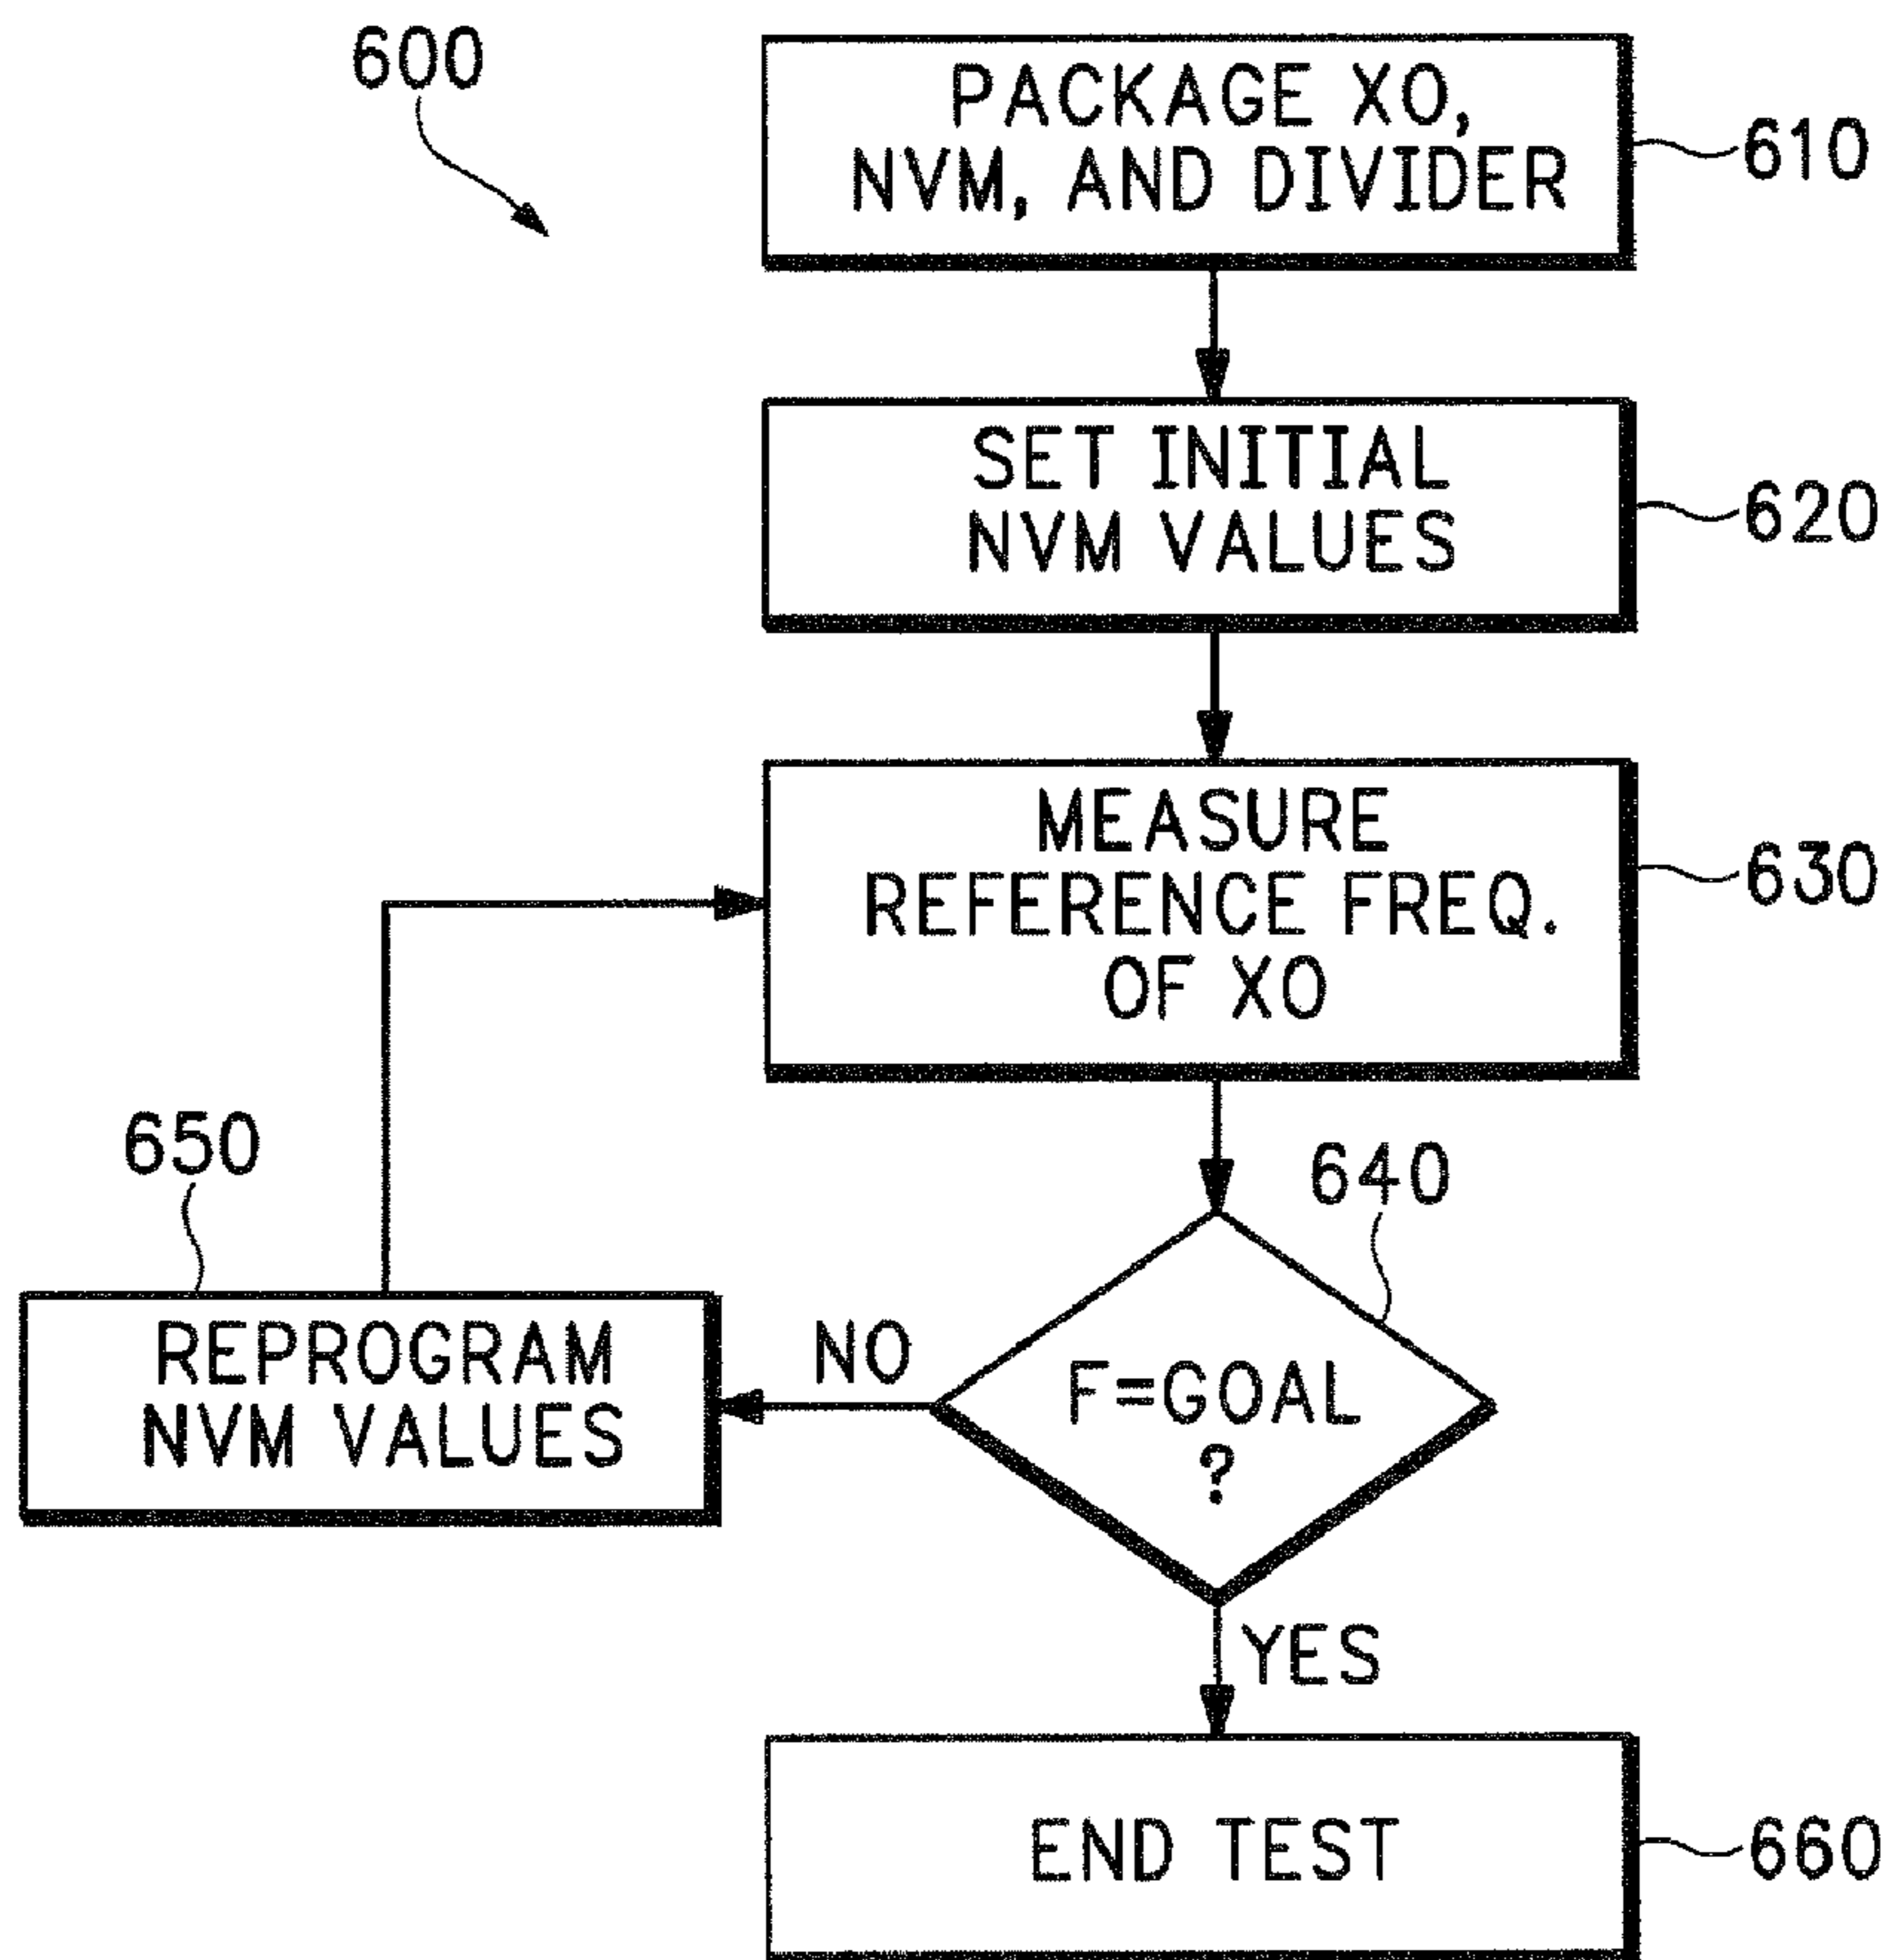 600
PACKAGE XO,
NVM, AND DIVIDER
610
SET INITIAL
NVM VALUES
620
MEASURE
REFERENCE FREQ.
OF XO
630
640
F=GOAL
?
NO
650
REPROGRAM
NVM VALUES
YES
END TEST
660